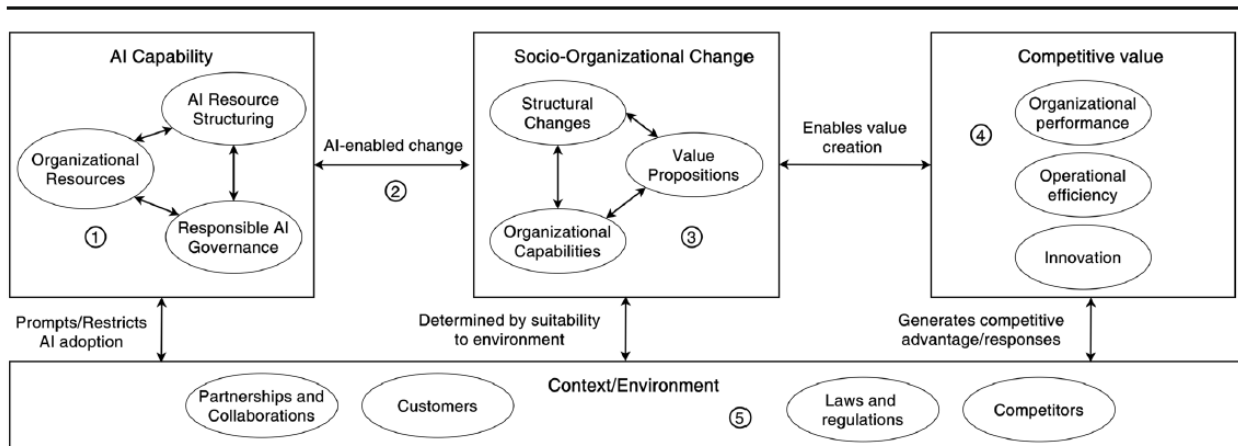 AI Capability
AI Resource
Structuring
Organizational
Resources
Responsible AI
Governance
①
AI-enabled change
②
Socio-Organizational Change
Structural
Changes
Value
Propositions
Organizational
Capabilities
③
Enables value
creation
Competitive value
④
Organizational
performance
Operational
efficiency
Innovation
Prompts/Restricts
AI adoption
Determined by suitability
to environment
Generates competitive
advantage/responses
Context/Environment
Partnerships and
Collaborations
Customers
⑤
Laws and
regulations
Competitors